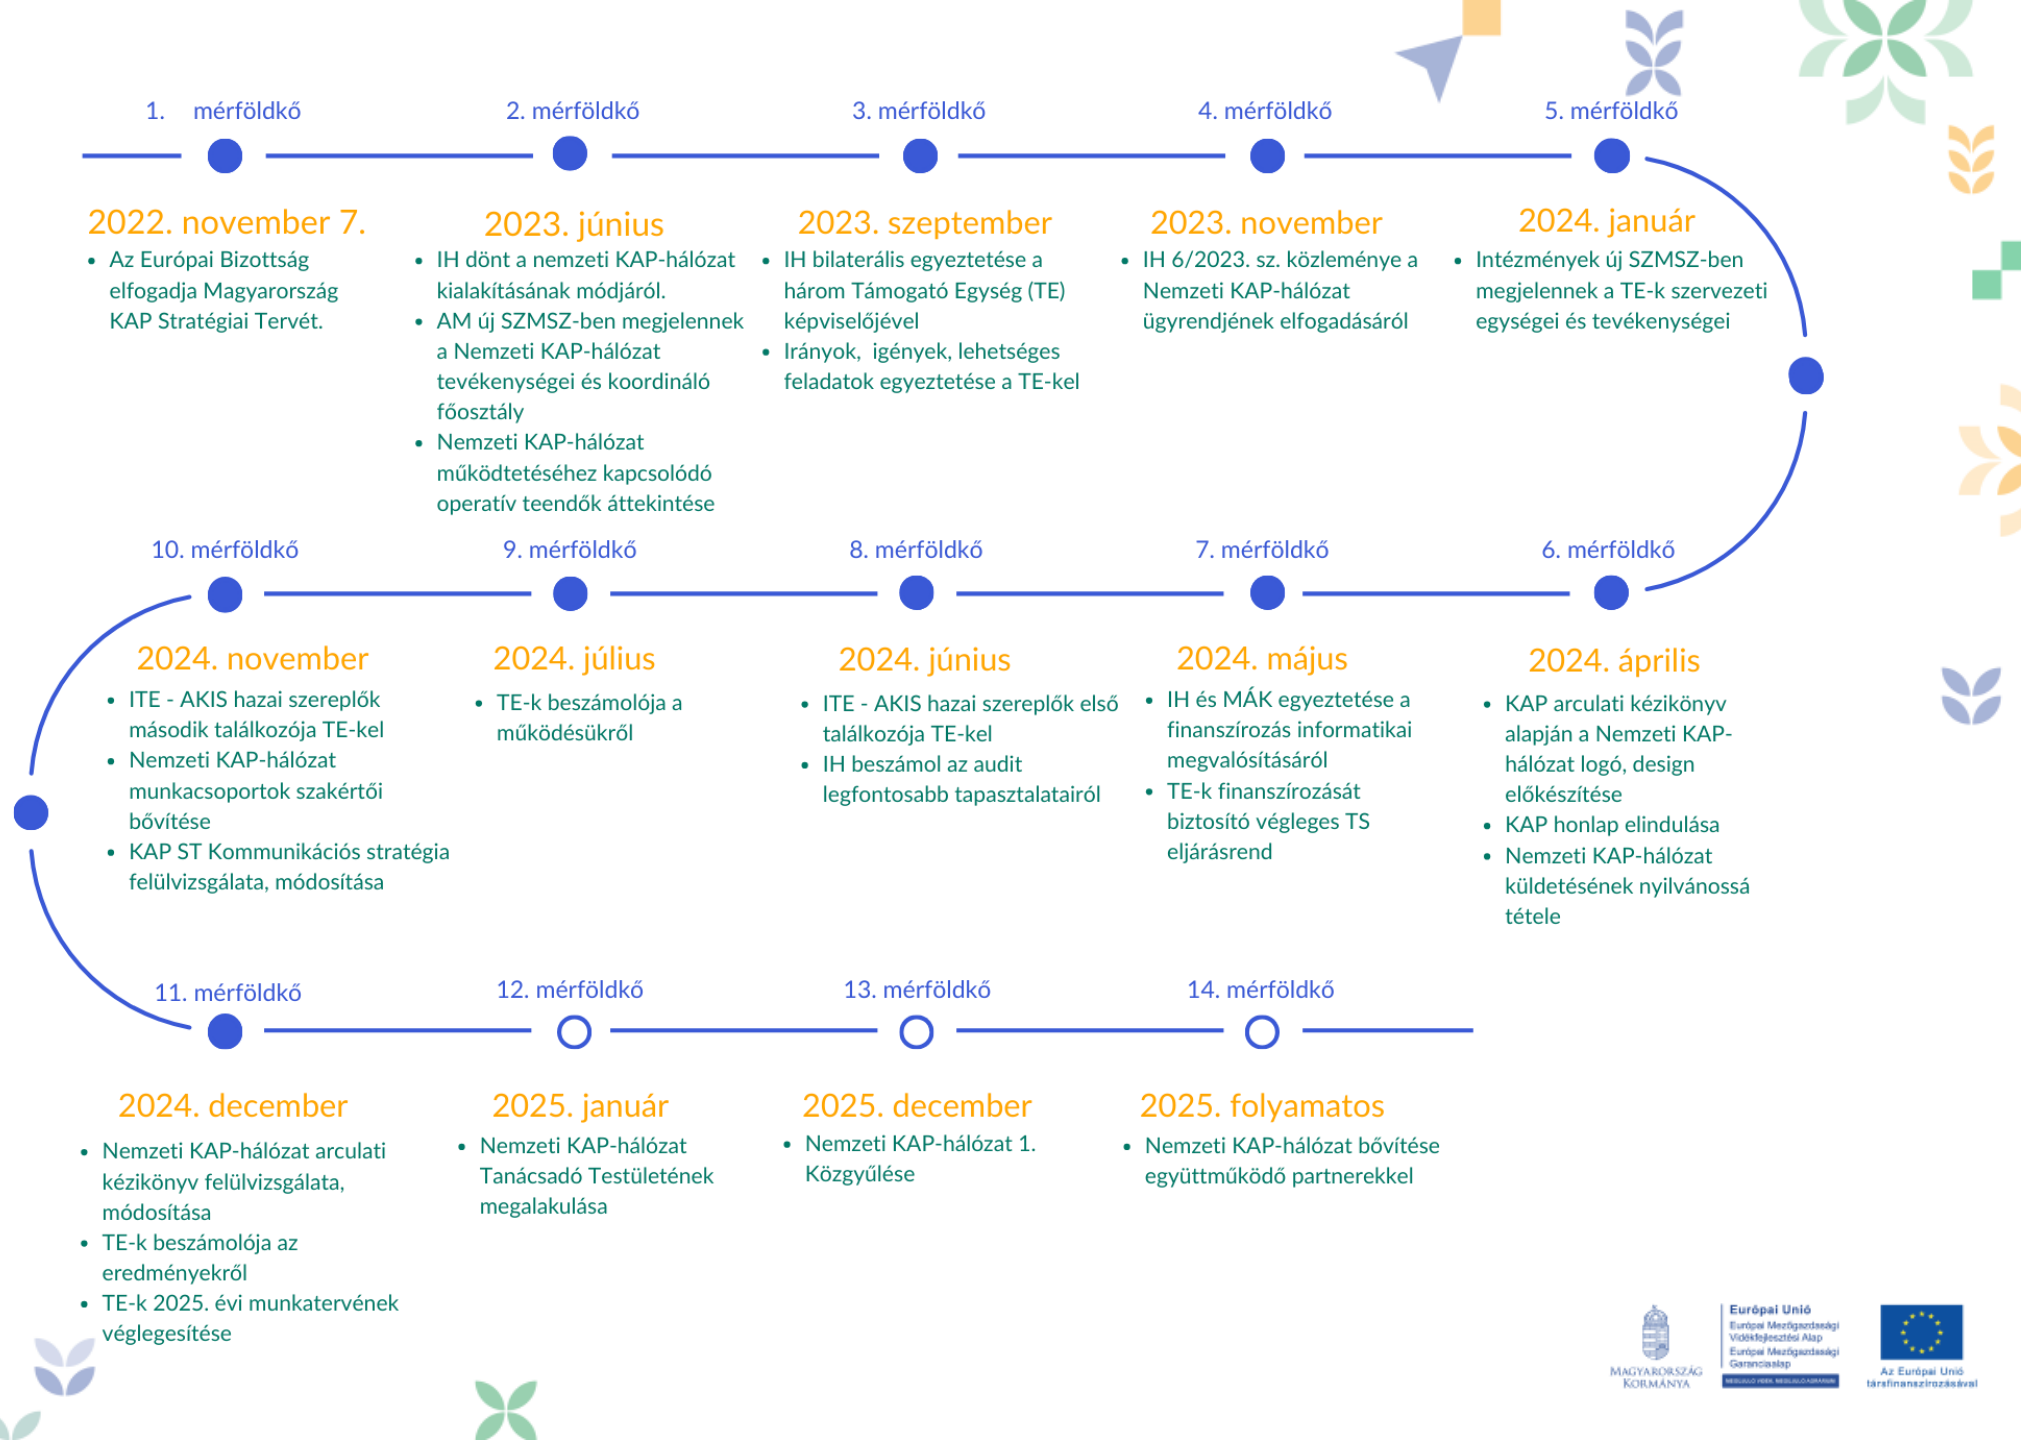 1. mérföldkő
2022. november 7.
• Az Európai Bizottság
elfogadja Magyarország
KAP Stratégiai Tervét.
2. mérföldkő
2023. június
• IH dönt a nemzeti KAP-hálózat
kialakításának módjáról.
• AM új SZMSZ-ben megjelennek
a Nemzeti KAP-hálózat
tevékenységei és koordináló
főosztály
• Nemzeti KAP-hálózat
működtetéséhez kapcsolódó
operatív teendők áttekintése
3. mérföldkő
2023. szeptember
• IH bilaterális egyeztetése a
három Támogató Egység (TE)
képviselőjével
• Irányok, igények, lehetséges
feladatok egyeztetése a TE-kel
4. mérföldkő
2023. november
• IH 6/2023. sz. közleménye a
Nemzeti KAP-hálózat
ügyrendjének elfogadásáról
5. mérföldkő
2024. január
• Intézmények új SZMSZ-ben
megjelennek a TE-k szervezeti
egységei és tevékenységei
6. mérföldkő
2024. április
• KAP arculati kézikönyv
alapján a Nemzeti KAP-
hálózat logó, design
előkészítése
• KAP honlap elindulása
• Nemzeti KAP-hálózat
küldetésének nyilvánossá
tétele
7. mérföldkő
2024. május
• IH és MÁK egyeztetése a
finanszírozás informatikai
megvalósításáról
• TE-k finanszírozását
biztosító végleges TS
eljárásrend
8. mérföldkő
2024. június
• ITE - AKIS hazai szereplők első
találkozója TE-kel
• IH beszámol az audit
legfontosabb tapasztalatairól
9. mérföldkő
2024. július
• TE-k beszámolója a
működésükről
10. mérföldkő
2024. november
• ITE - AKIS hazai szereplők
második találkozója TE-kel
• Nemzeti KAP-hálózat
munkacsoportok szakértői
bővítése
• KAP ST Kommunikációs stratégia
felülvizsgálata, módosítása
11. mérföldkő
2024. december
• Nemzeti KAP-hálózat arculati
kézikönyv felülvizsgálata,
módosítása
• TE-k beszámolója az
eredményekről
• TE-k 2025. évi munkatervének
véglegesítése
12. mérföldkő
2025. január
• Nemzeti KAP-hálózat
Tanácsadó Testületének
megalakulása
13. mérföldkő
2025. december
• Nemzeti KAP-hálózat 1.
Közgyűlése
14. mérföldkő
2025. folyamatos
• Nemzeti KAP-hálózat bővítése
együttműködő partnerekkel
MAGYARORSZÁG
KORMÁNYA
Európai Unió
Európai Mezőgazdasági
Vidékfejlesztési Alap
Európai Mezőgazdasági
Garanciaalap
MEGÚJULÓ VIDÉK, MEGÚJULÓ AGRÁRIUM
Az Európai Unió
társfinanszírozásával